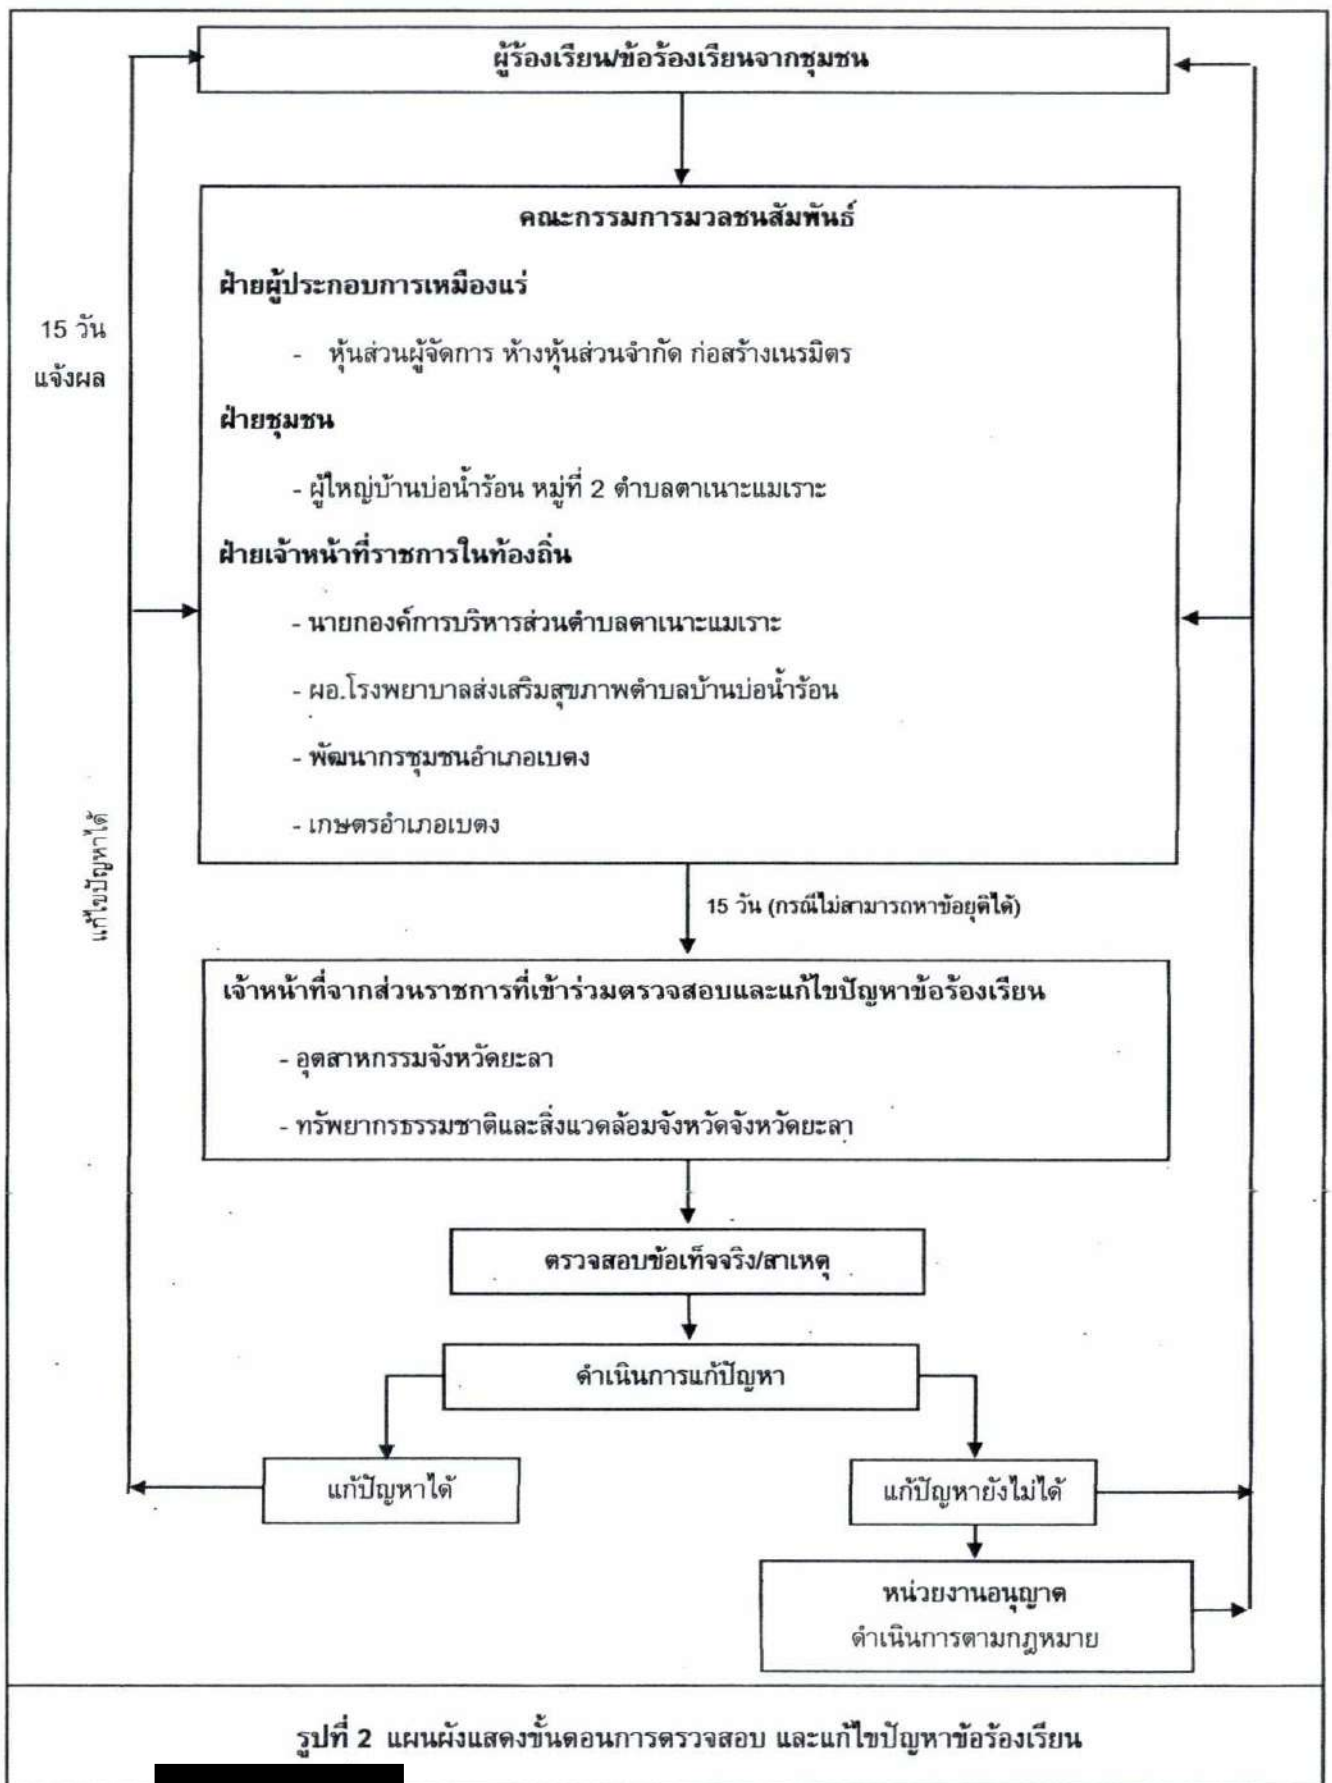 ผู้ร้องเรียน/ข้อร้องเรียนจากชุมชน
คณะกรรมการมวลชนสัมพันธ์
ฝ่ายผู้ประกอบการเหมืองแร่
- หุ้นส่วนผู้จัดการ ห้างหุ้นส่วนจำกัด ก่อสร้างเนรมิตร
ฝ่ายชุมชน
- ผู้ใหญ่บ้านบ่อน้ำร้อน หมู่ที่ 2 ตำบลตาเนาะแมเราะ
ฝ่ายเจ้าหน้าที่ราชการในท้องถิ่น
- นายกองค์การบริหารส่วนตำบลตาเนาะแมเราะ
- ผอ.โรงพยาบาลส่งเสริมสุขภาพตำบลบ้านบ่อน้ำร้อน
- พัฒนากรชุมชนอำเภอเบตง
- เกษตรอำเภอเบตง
15 วัน
แจ้งผล
แก้ไขปัญหาได้
15 วัน (กรณีไม่สามารถหาข้อยุติได้)
เจ้าหน้าที่จากส่วนราชการที่เข้าร่วมตรวจสอบและแก้ไขปัญหาข้อร้องเรียน
- อุตสาหกรรมจังหวัดยะลา
- ทรัพยากรธรรมชาติและสิ่งแวดล้อมจังหวัดจังหวัดยะลา
ตรวจสอบข้อเท็จจริง/สาเหตุ
ดำเนินการแก้ปัญหา
แก้ปัญหาได้
แก้ปัญหายังไม่ได้
หน่วยงานอนุญาต
ดำเนินการตามกฎหมาย
รูปที่ 2 แผนผังแสดงขั้นตอนการตรวจสอบ และแก้ไขปัญหาข้อร้องเรียน